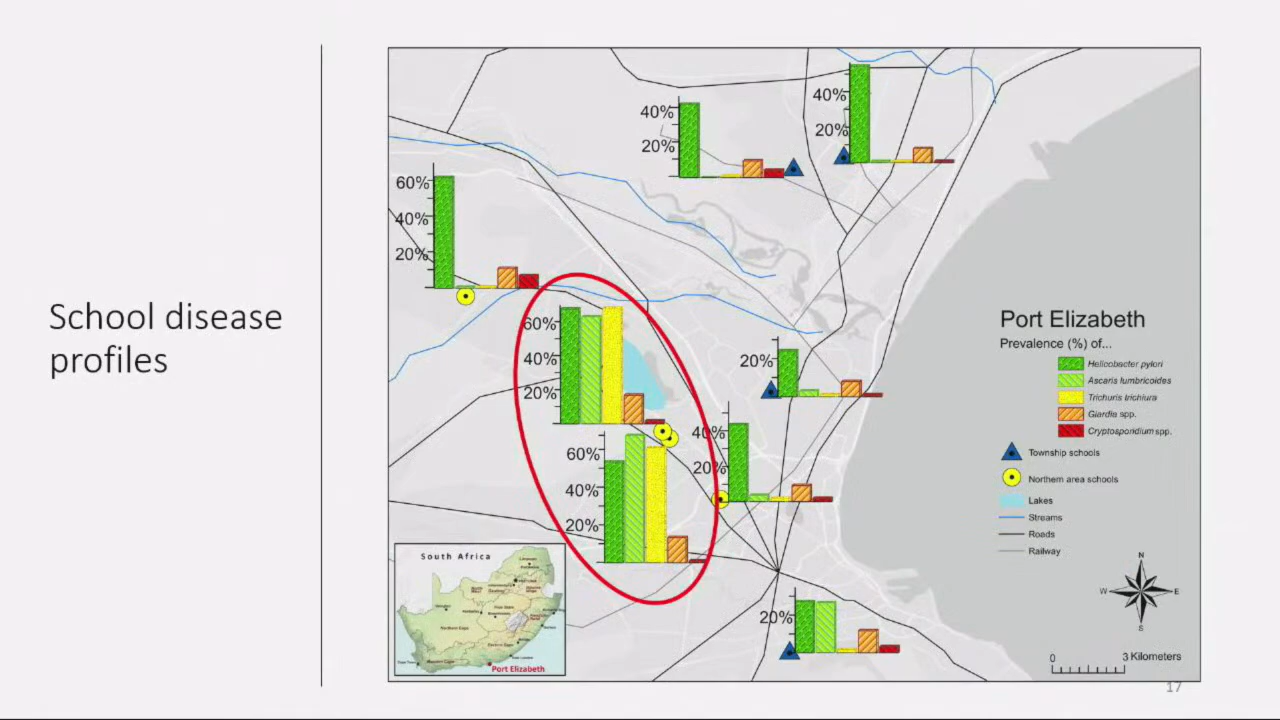 School disease
profiles
40%
20%
40%
20%
60%
40%
20%
60%
40%
20%
20%
40%
20%
60%
40%
20%
20%
Port Elizabeth
Prevalence (%) of...
Helicobacter pylori
Ascaris lumbricoides
Trichuris trichiura
Giardia spp.
Cryptosporidium spp.
Township schools
Northern area schools
Lakes
Streams
Roads
Railway
N
W E
S
0 3 Kilometers
South Africa
Port Elizabeth
17